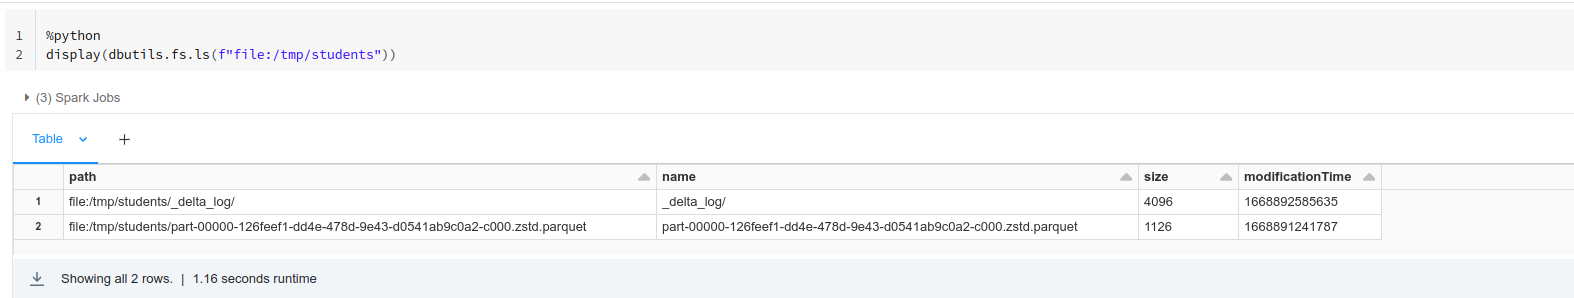 1 %python
2 display(dbutils.fs.ls(f"file:/tmp/students"))
(3) Spark Jobs
Table +
path name size modificationTime
1 file:/tmp/students/_delta_log/ _delta_log/ 4096 1668892585635
2 file:/tmp/students/part-00000-126feef1-dd4e-478d-9e43-d0541ab9c0a2-c000.zstd.parquet part-00000-126feef1-dd4e-478d-9e43-d0541ab9c0a2-c000.zstd.parquet 1126 1668891241787
Showing all 2 rows. | 1.16 seconds runtime